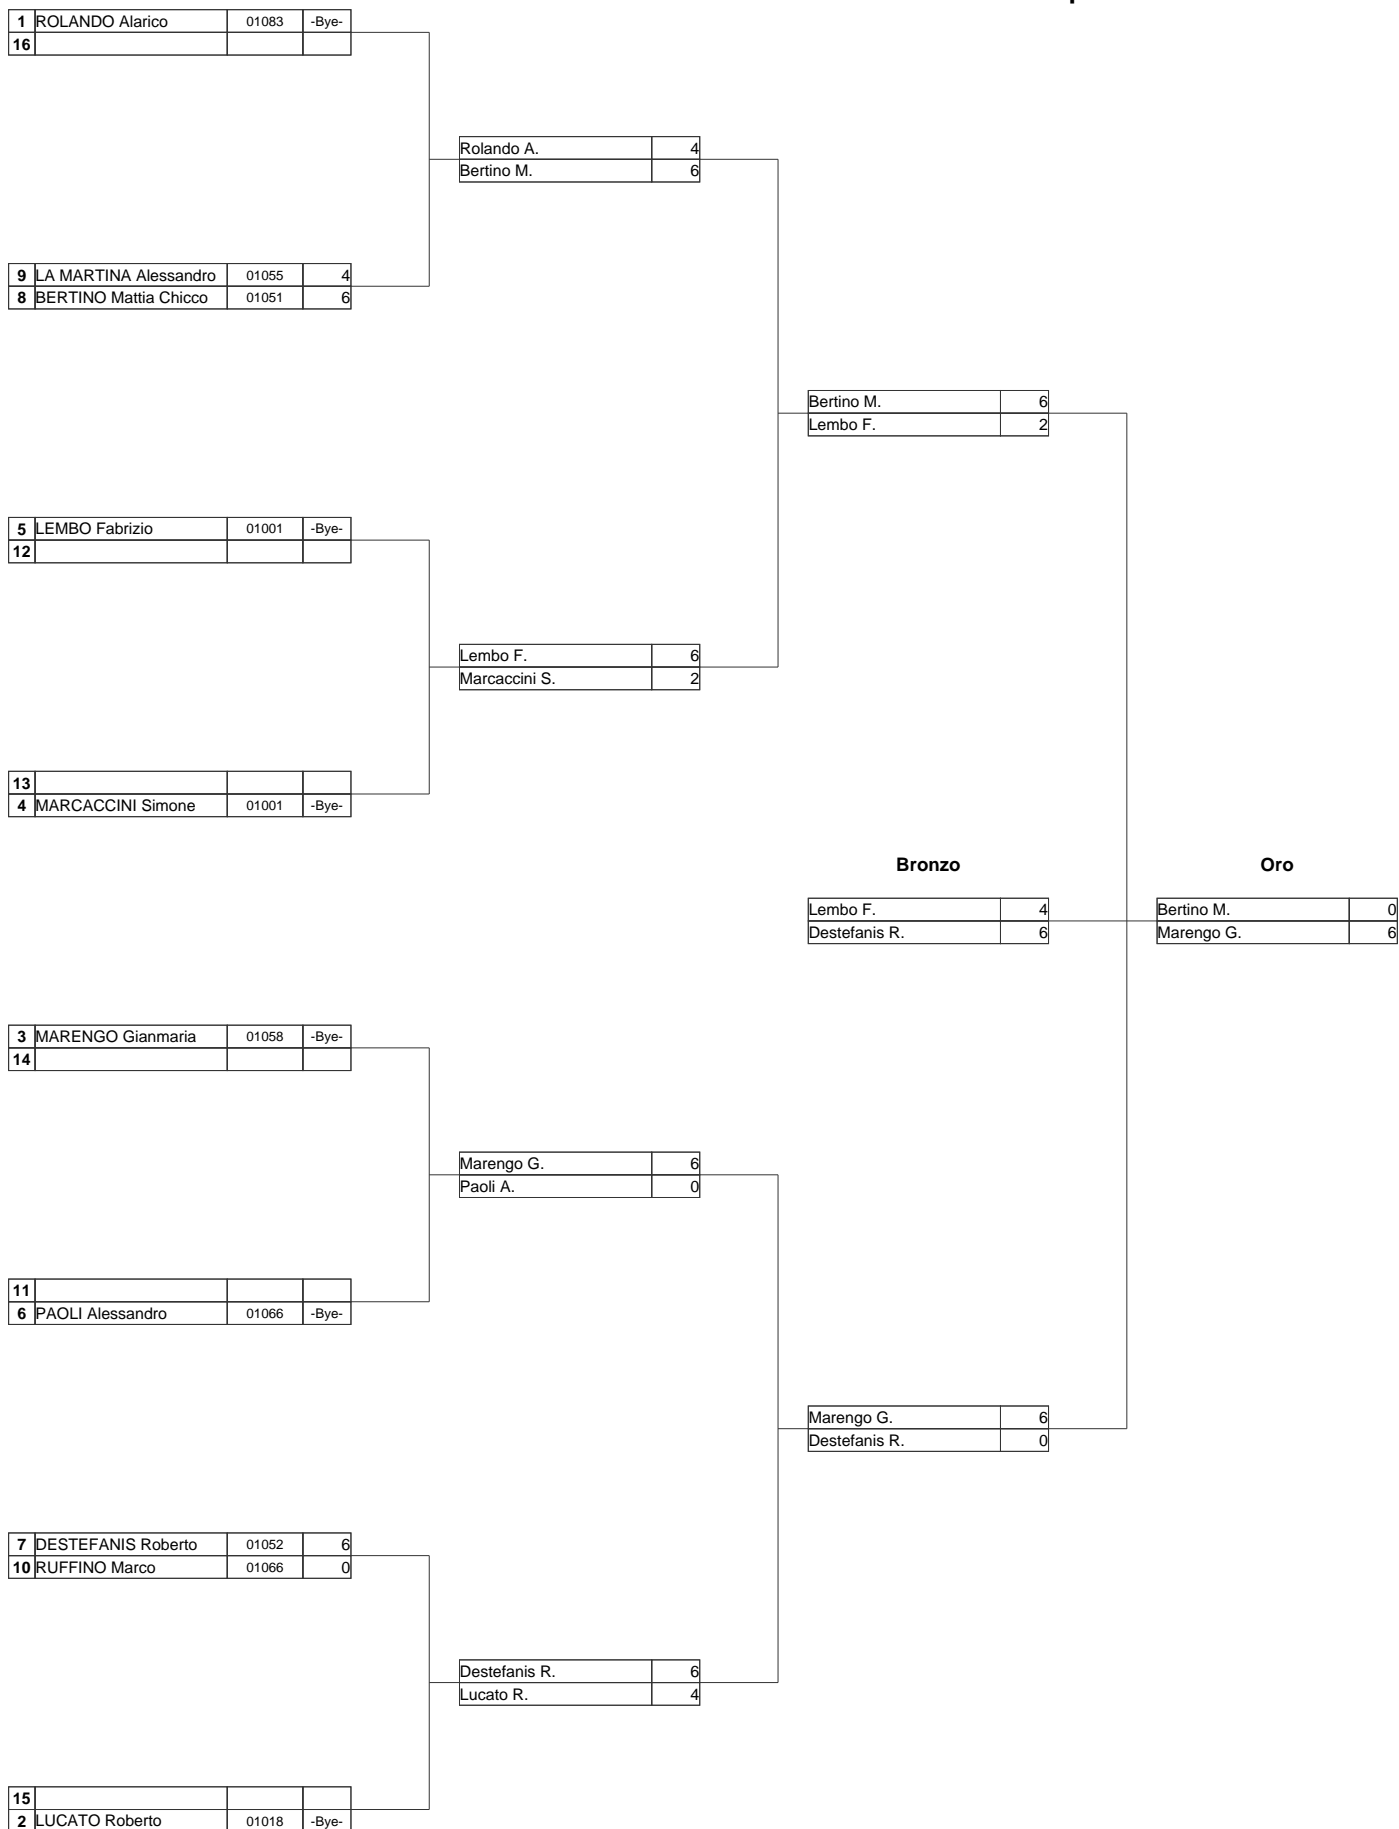 1 ROLANDO Alarico 01083 -Bye-
16
Rolando A. 4
Bertino M. 6
9 LA MARTINA Alessandro 01055 4
8 BERTINO Mattia Chicco 01051 6
Bertino M. 6
Lembo F. 2
5 LEMBO Fabrizio 01001 -Bye-
12
Lembo F. 6
Marcaccini S. 2
13
4 MARCACCINI Simone 01001 -Bye-
Bronzo Oro
Lembo F. 4 Bertino M. 0
Destefanis R. 6 Marengo G. 6
3 MARENGO Gianmaria 01058 -Bye-
14
Marengo G. 6
Paoli A. 0
11
6 PAOLI Alessandro 01066 -Bye-
Marengo G. 6
Destefanis R. 0
7 DESTEFANIS Roberto 01052 6
10 RUFFINO Marco 01066 0
Destefanis R. 6
Lucato R. 4
15
2 LUCATO Roberto 01018 -Bye-